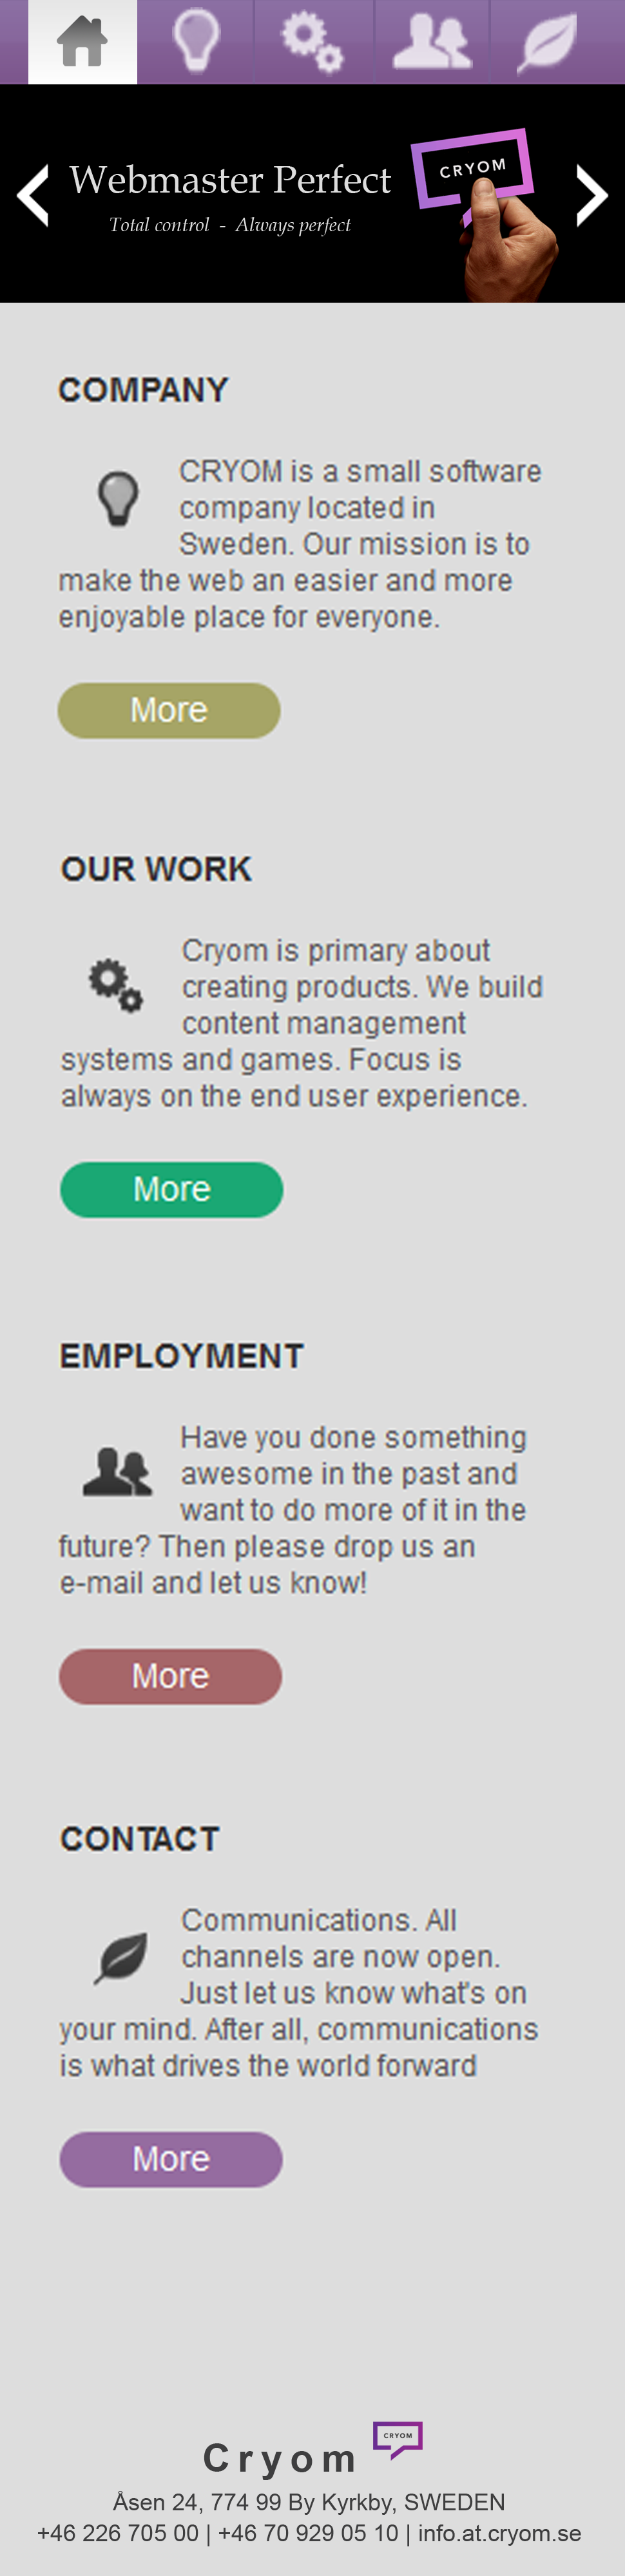 Webmaster Perfect
Total control - Always perfect
CRYOM
COMPANY
CRYOM is a small software
company located in
Sweden. Our mission is to
make the web an easier and more
enjoyable place for everyone.
More
OUR WORK
Cryom is primary about
creating products. We build
content management
systems and games. Focus is
always on the end user experience.
More
EMPLOYMENT
Have you done something
awesome in the past and
want to do more of it in the
future? Then please drop us an
e-mail and let us know!
More
CONTACT
Communications. All
channels are now open.
Just let us know what's on
your mind. After all, communications
is what drives the world forward
More
Cryom
CRYOM
Åsen 24, 774 99 By Kyrkby, SWEDEN
+46 226 705 00 | +46 70 929 05 10 | info.at.cryom.se